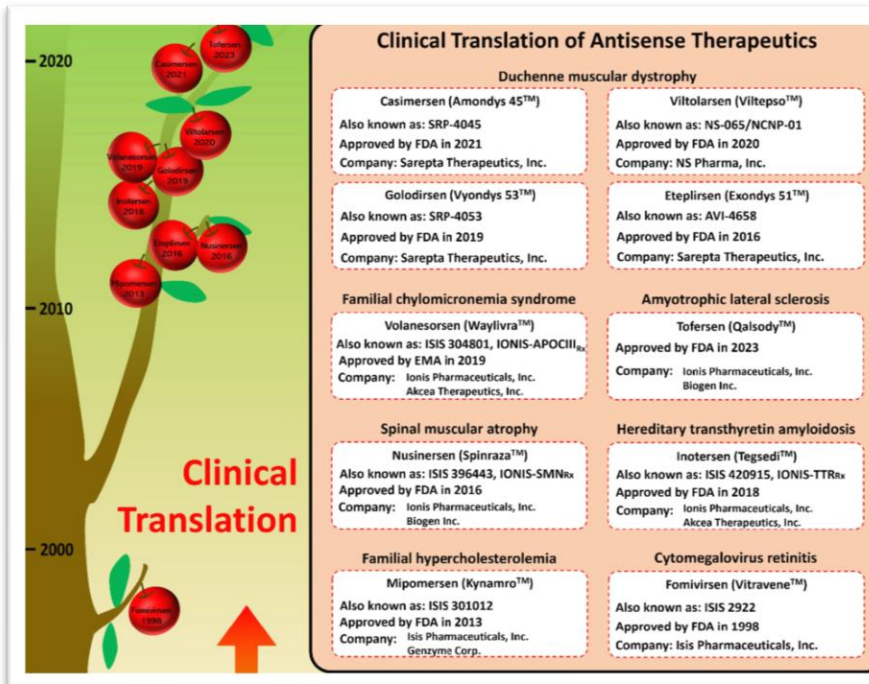 2020
2010
2000
Tofersen
2023
Casimersen
2021
Viltolarsen
2020
Volanesorsen
2019
Golodirsen
2019
Inotersen
2018
Eteplirsen
2016
Nusinersen
2016
Mipomersen
2013
Clinical
Translation
Fomivirsen
1998
Clinical Translation of Antisense Therapeutics
Duchenne muscular dystrophy
Casimersen (Amondys 45™)
Also known as: SRP-4045
Approved by FDA in 2021
Company: Sarepta Therapeutics, Inc.
Viltolarsen (Viltepso™)
Also known as: NS-065/NCNP-01
Approved by FDA in 2020
Company: NS Pharma, Inc.
Golodirsen (Vyondys 53™)
Also known as: SRP-4053
Approved by FDA in 2019
Company: Sarepta Therapeutics, Inc.
Eteplirsen (Exondys 51™)
Also known as: AVI-4658
Approved by FDA in 2016
Company: Sarepta Therapeutics, Inc.
Familial chylomicronemia syndrome
Volanesorsen (Waylivra™)
Also known as: ISIS 304801, IONIS-APOCIIIRx
Approved by EMA in 2019
Company: Ionis Pharmaceuticals, Inc.
Akcea Therapeutics, Inc.
Amyotrophic lateral sclerosis
Tofersen (Qalsody™)
Approved by FDA in 2023
Company: Ionis Pharmaceuticals, Inc.
Biogen Inc.
Spinal muscular atrophy
Nusinersen (Spinraza™)
Also known as: ISIS 396443, IONIS-SMNRx
Approved by FDA in 2016
Company: Ionis Pharmaceuticals, Inc.
Biogen Inc.
Hereditary transthyretin amyloidosis
Inotersen (Tegsedi™)
Also known as: ISIS 420915, IONIS-TTRRx
Approved by FDA in 2018
Company: Ionis Pharmaceuticals, Inc.
Akcea Therapeutics, Inc.
Familial hypercholesterolemia
Mipomersen (Kynamro™)
Also known as: ISIS 301012
Approved by FDA in 2013
Company: Isis Pharmaceuticals, Inc.
Genzyme Corp.
Cytomegalovirus retinitis
Fomivirsen (Vitravene™)
Also known as: ISIS 2922
Approved by FDA in 1998
Company: Isis Pharmaceuticals, Inc.